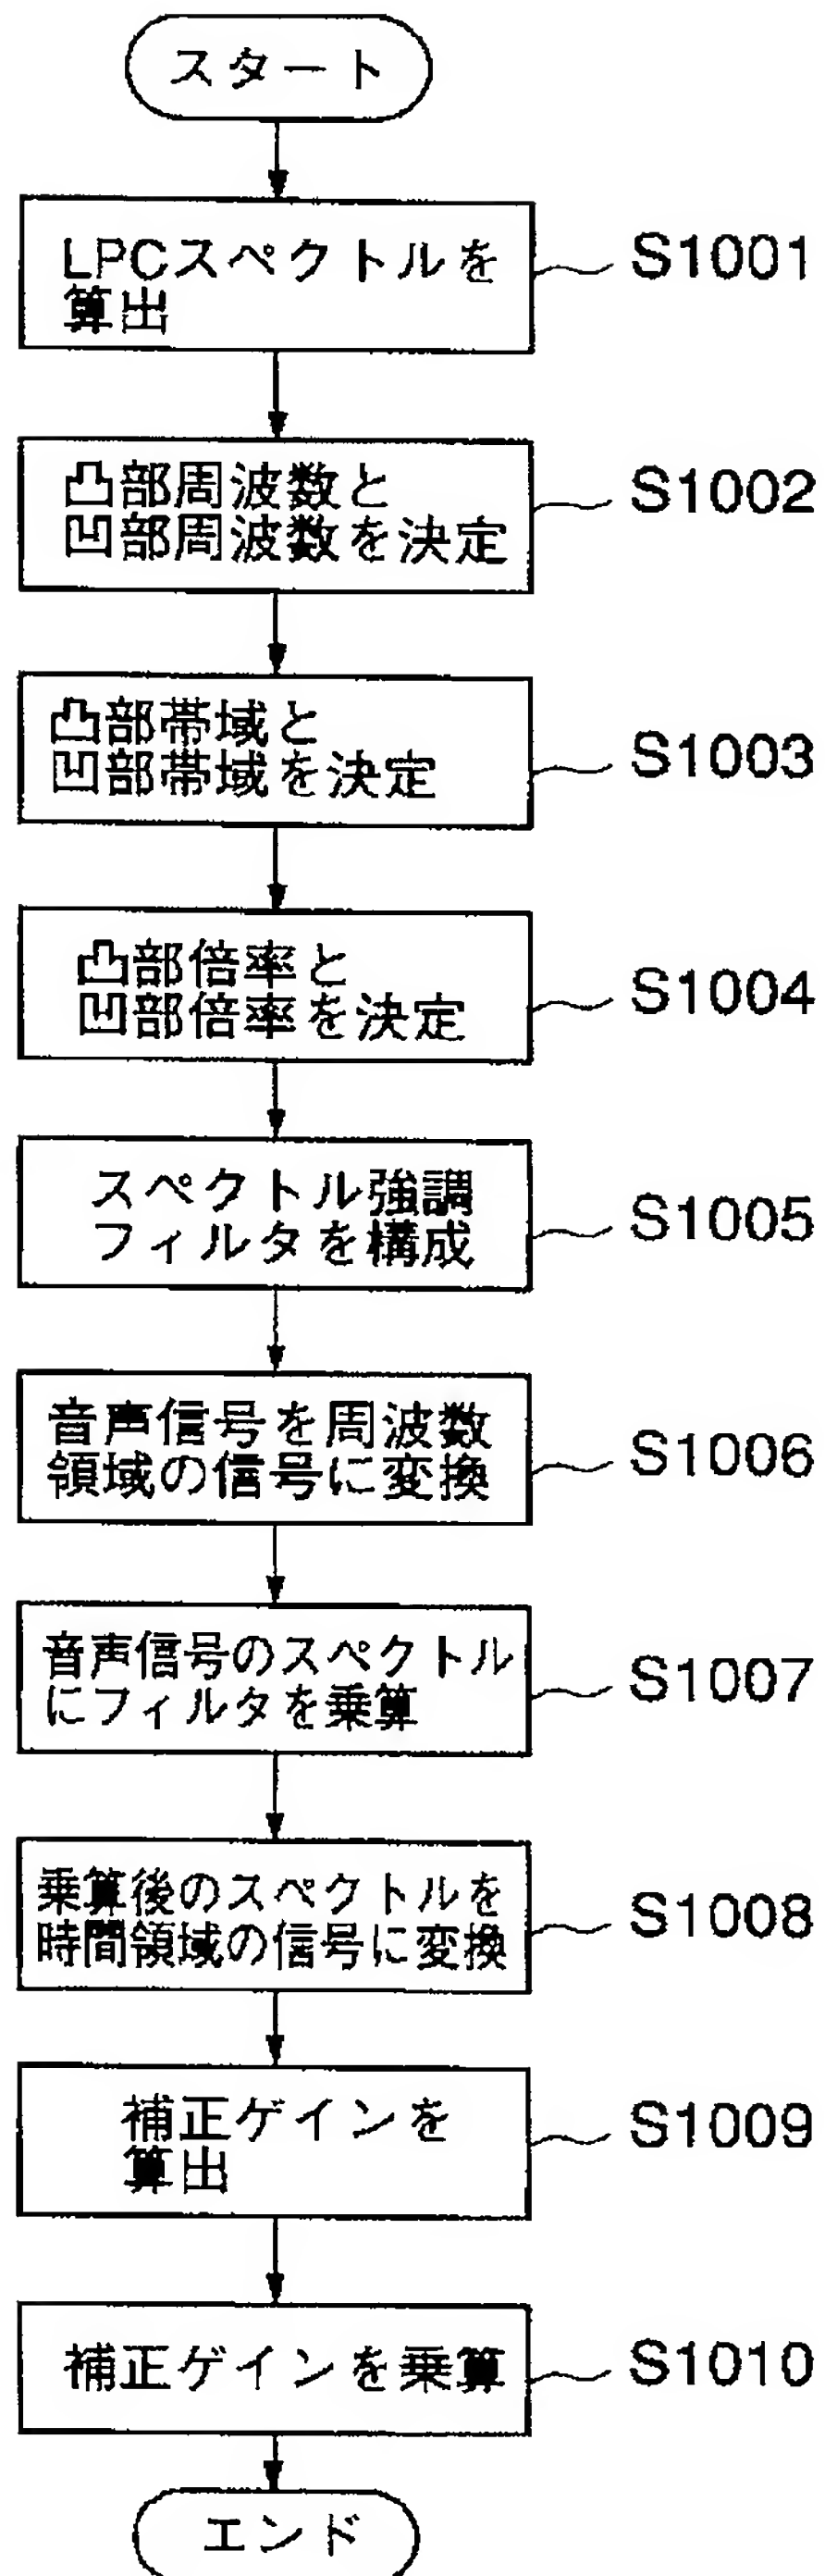 スタート
LPCスペクトルを
算出
S1001
凸部周波数と
凹部周波数を決定
S1002
凸部帯域と
凹部帯域を決定
S1003
凸部倍率と
凹部倍率を決定
S1004
スペクトル強調
フィルタを構成
S1005
音声信号を周波数
領域の信号に変換
S1006
音声信号のスペクトル
にフィルタを乗算
S1007
乗算後のスペクトルを
時間領域の信号に変換
S1008
補正ゲインを
算出
S1009
補正ゲインを乗算
S1010
エンド